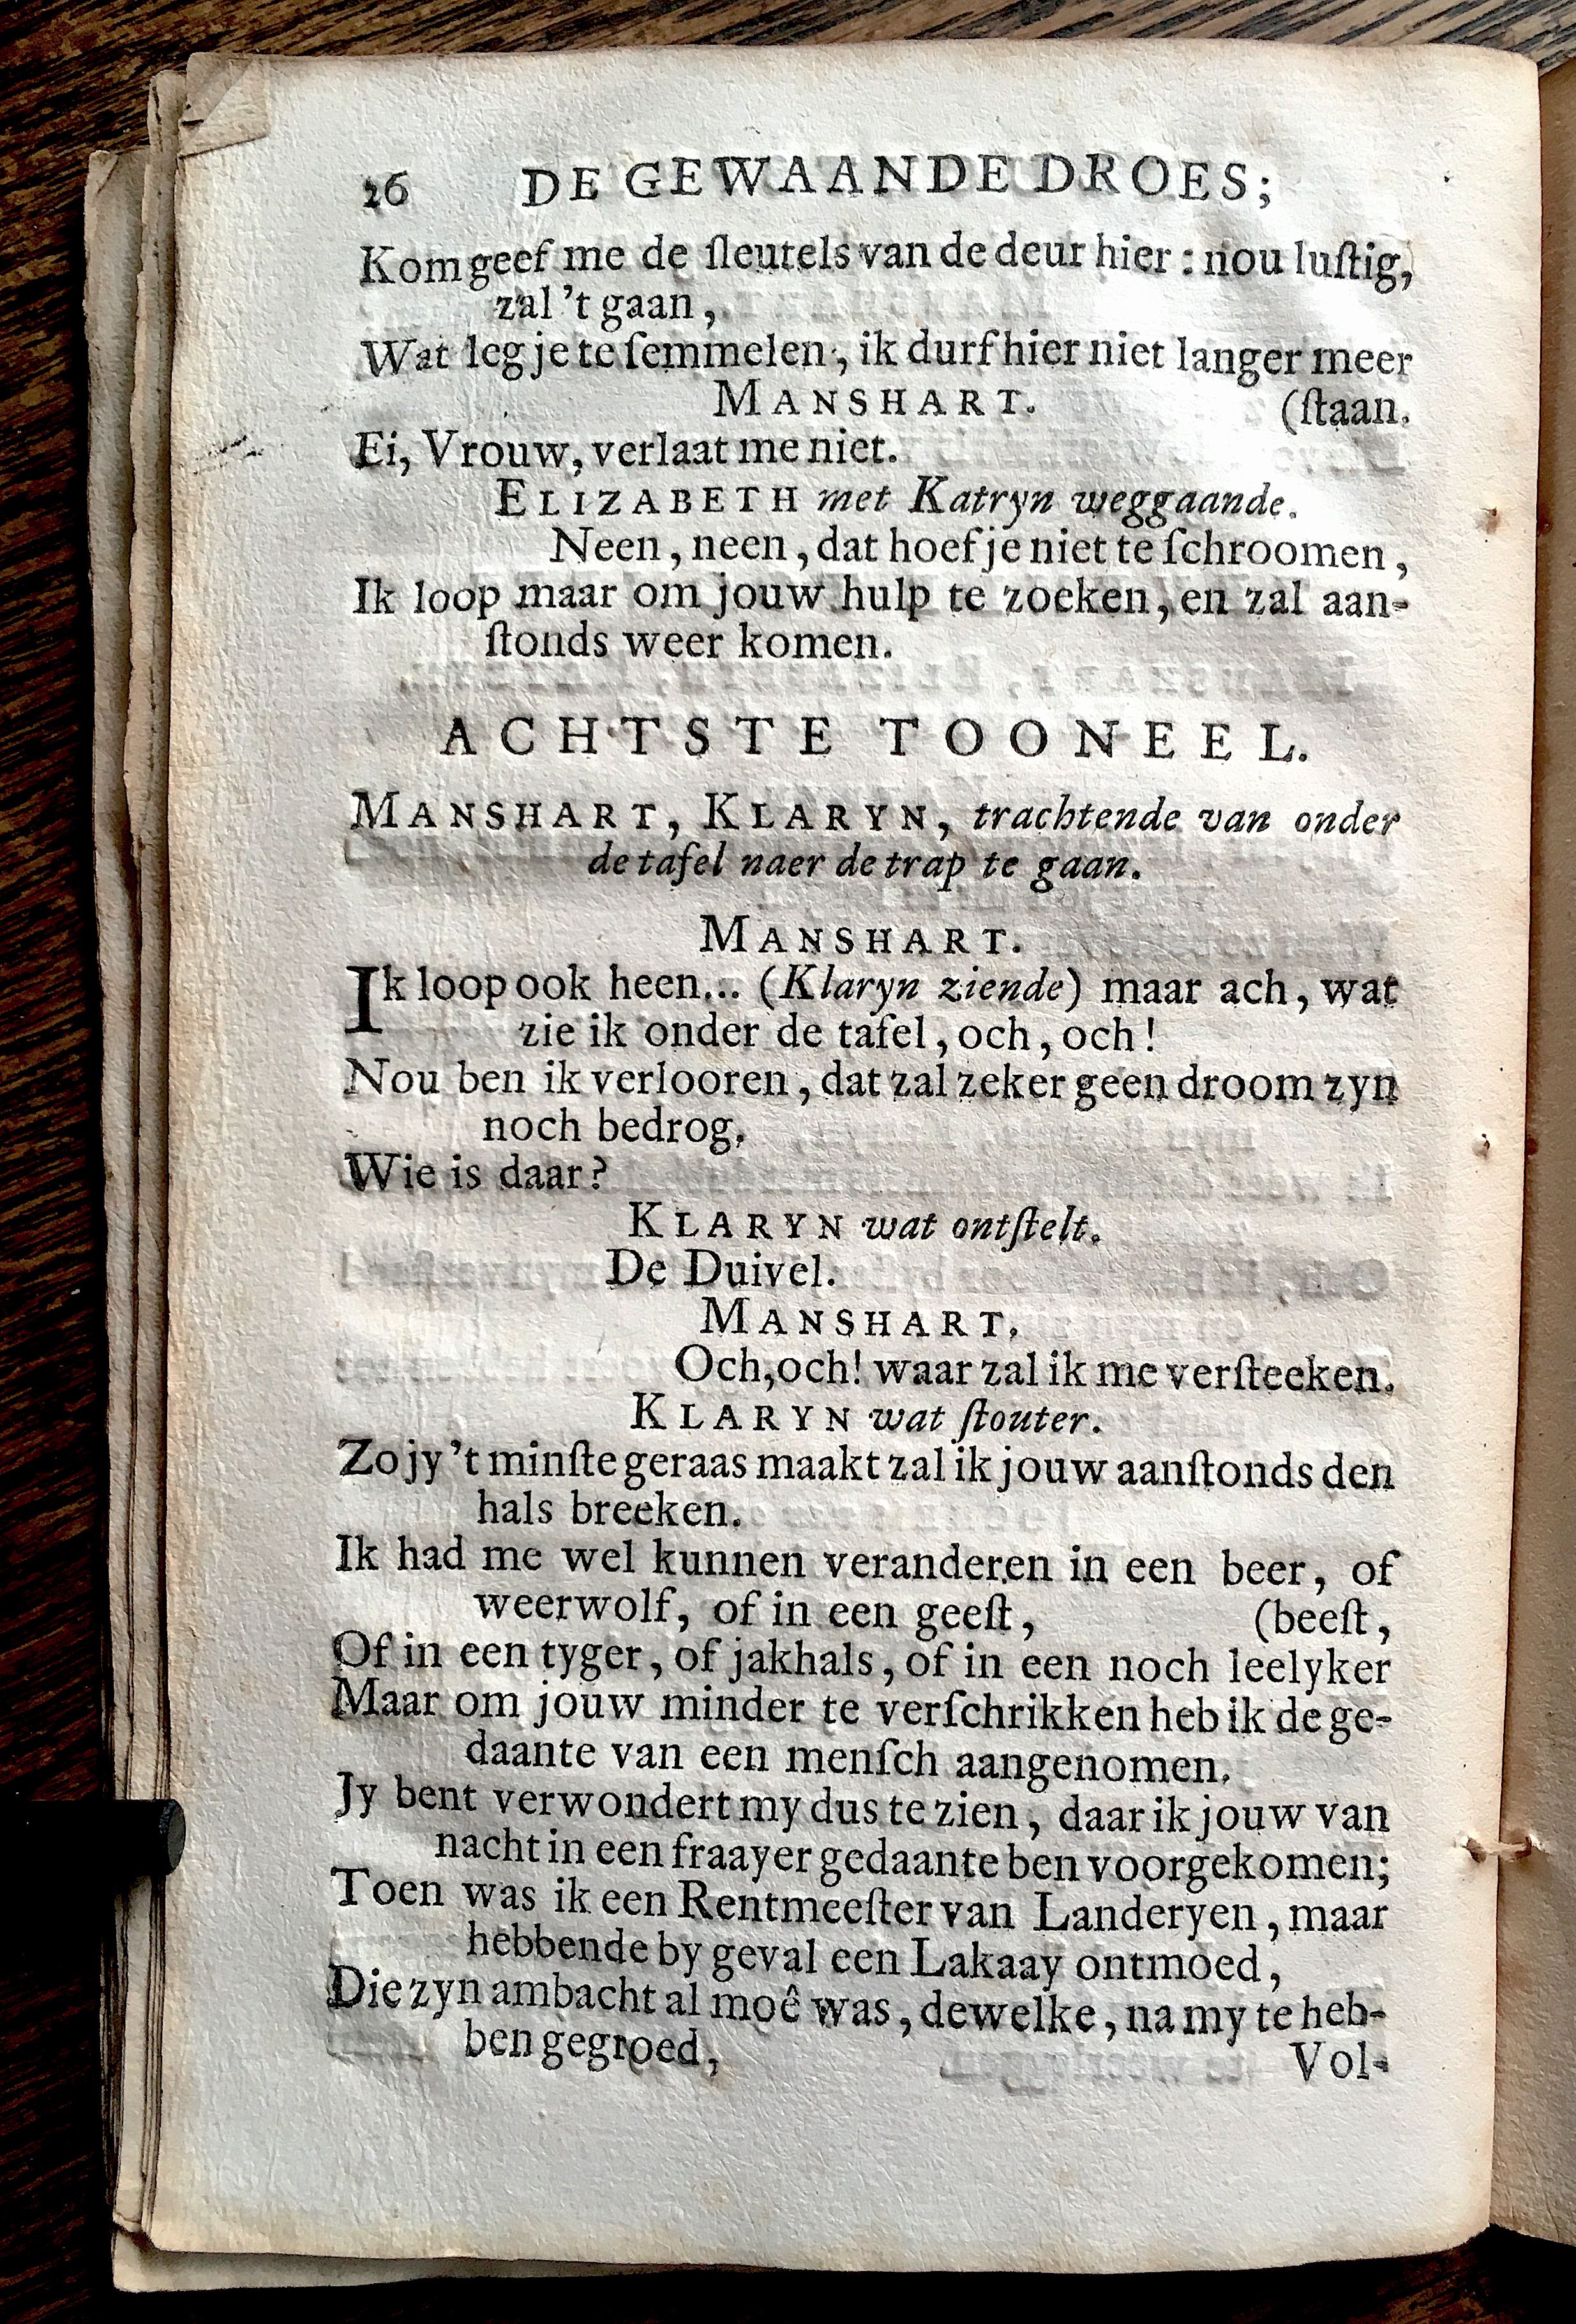 26 DE GEWAANDE DROES;
Kom geef me de ſleutels van de deur hier: nou luſtig,
zal 't gaan,
Wat leg je te ſemmelen, ik durf hier niet langer meer
MANSHART. (ſtaan.
Ei, Vrouw, verlaat me niet.
ELIZABETH met Katryn weggaande.
Neen, neen, dat hoef je niet te ſchroomen,
Ik loop maar om jouw hulp te zoeken, en zal aan-
ſtonds weer komen.
ACHTSTE TOONEEL.
MANSHART, KLARYN, trachtende van onder
de tafel naer de trap te gaan.
MANSHART.
Ik loop ook heen... (Klaryn ziende) maar ach, wat
zie ik onder de tafel, och, och!
Nou ben ik verlooren, dat zal zeker geen droom zyn
noch bedrog.
Wie is daar?
KLARYN wat ontſtelt.
De Duivel.
MANSHART.
Och, och! waar zal ik me verſteeken.
KLARYN wat ſtouter.
Zo jy 't minſte geraas maakt zal ik jouw aanſtonds den
hals breeken.
Ik had me wel kunnen veranderen in een beer, of
weerwolf, of in een geeſt, (beeſt,
Of in een tyger, of jakhals, of in een noch leelyker
Maar om jouw minder te verſchrikken heb ik de ge-
daante van een menſch aangenomen.
Jy bent verwondert my dus te zien, daar ik jouw van
nacht in een fraayer gedaante ben voorgekomen;
Toen was ik een Rentmeeſter van Landeryen, maar
hebbende by geval een Lakaay ontmoed,
Die zyn ambacht al moê was, dewelke, na my te heb-
ben gegroed,
Vol-